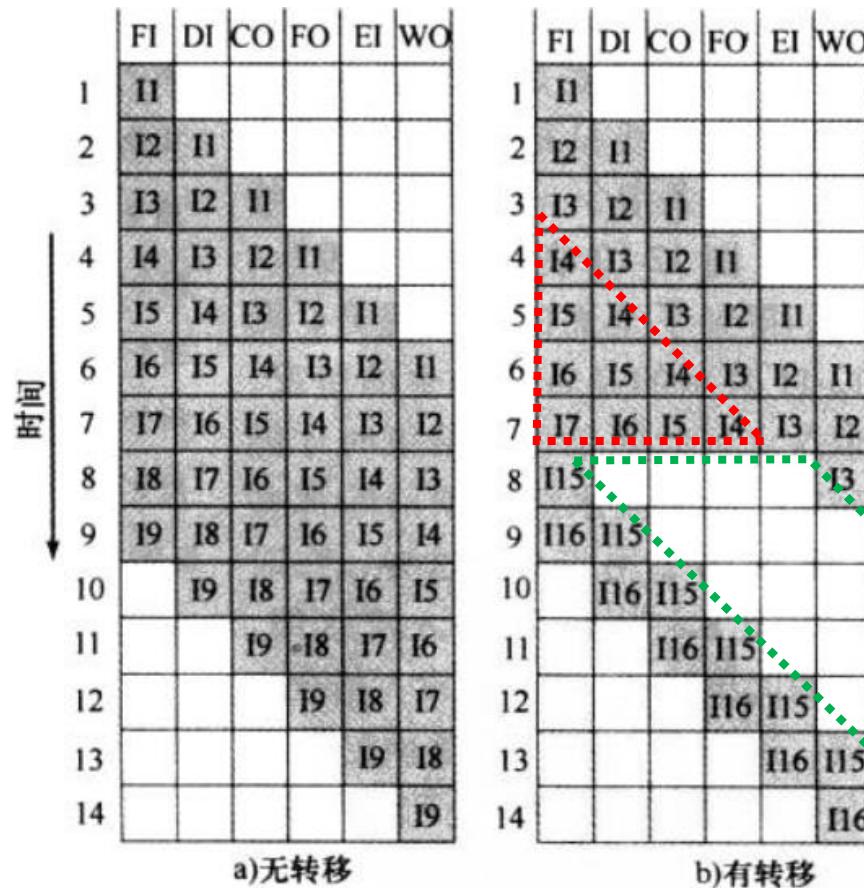 FI DI CO FO EI WO FI DI CO FO EI WO
1 I1 1 I1
2 I2 I1 2 I2 I1
3 I3 I2 I1 3 I3 I2 I1
4 I4 I3 I2 I1 4 I4 I3 I2 I1
5 I5 I4 I3 I2 I1 5 I5 I4 I3 I2 I1
6 I6 I5 I4 I3 I2 I1 6 I6 I5 I4 I3 I2 I1
时间
7 I7 I6 I5 I4 I3 I2 7 I7 I6 I5 I4 I3 I2
8 I8 I7 I6 I5 I4 I3 8 I15 I3
9 I9 I8 I7 I6 I5 I4 9 I16 I15
10 I9 I8 I7 I6 I5 10 I16 I15
11 I9 I8 I7 I6 11 I16 I15
12 I9 I8 I7 12 I16 I15
13 I9 I8 13 I16 I15
14 I9 14 I16
a)无转移 b)有转移